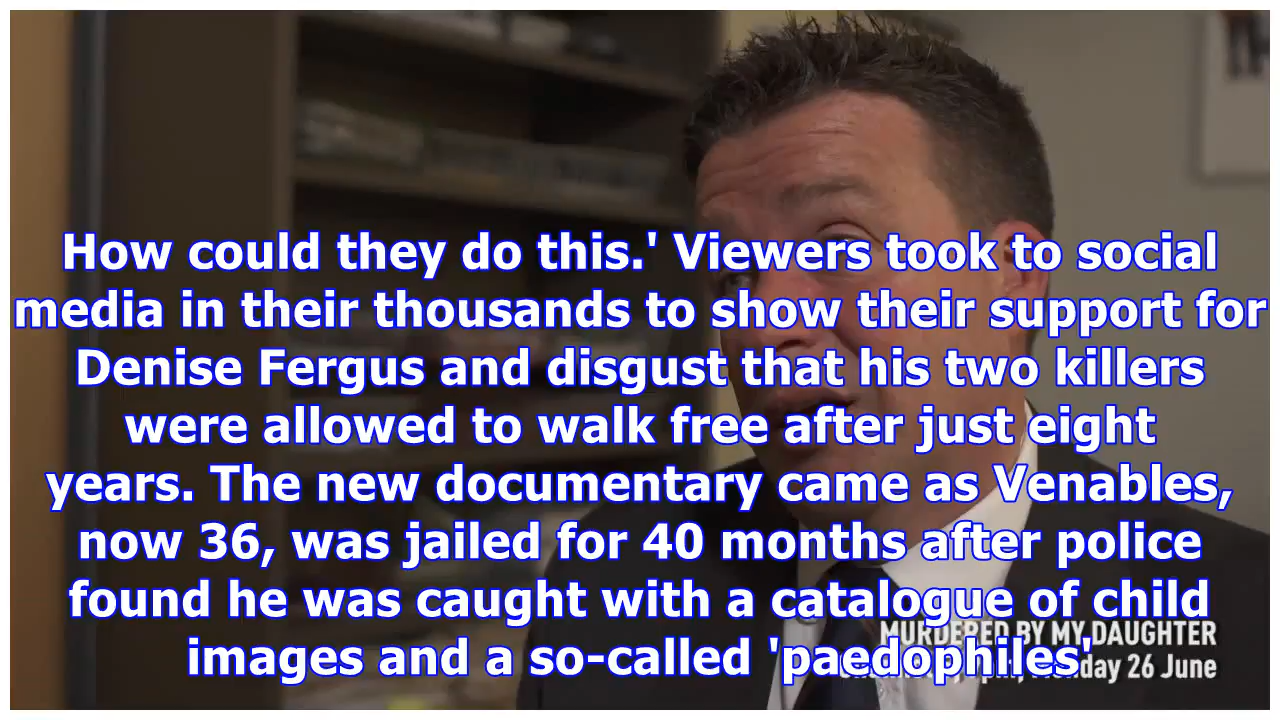 How could they do this.' Viewers took to social
media in their thousands to show their support for
Denise Fergus and disgust that his two killers
were allowed to walk free after just eight
years. The new documentary came as Venables,
now 36, was jailed for 40 months after police
found he was caught with a catalogue of child
images and a so-called 'paedophiles'
MURDERED BY MY DAUGHTER
Monday 26 June